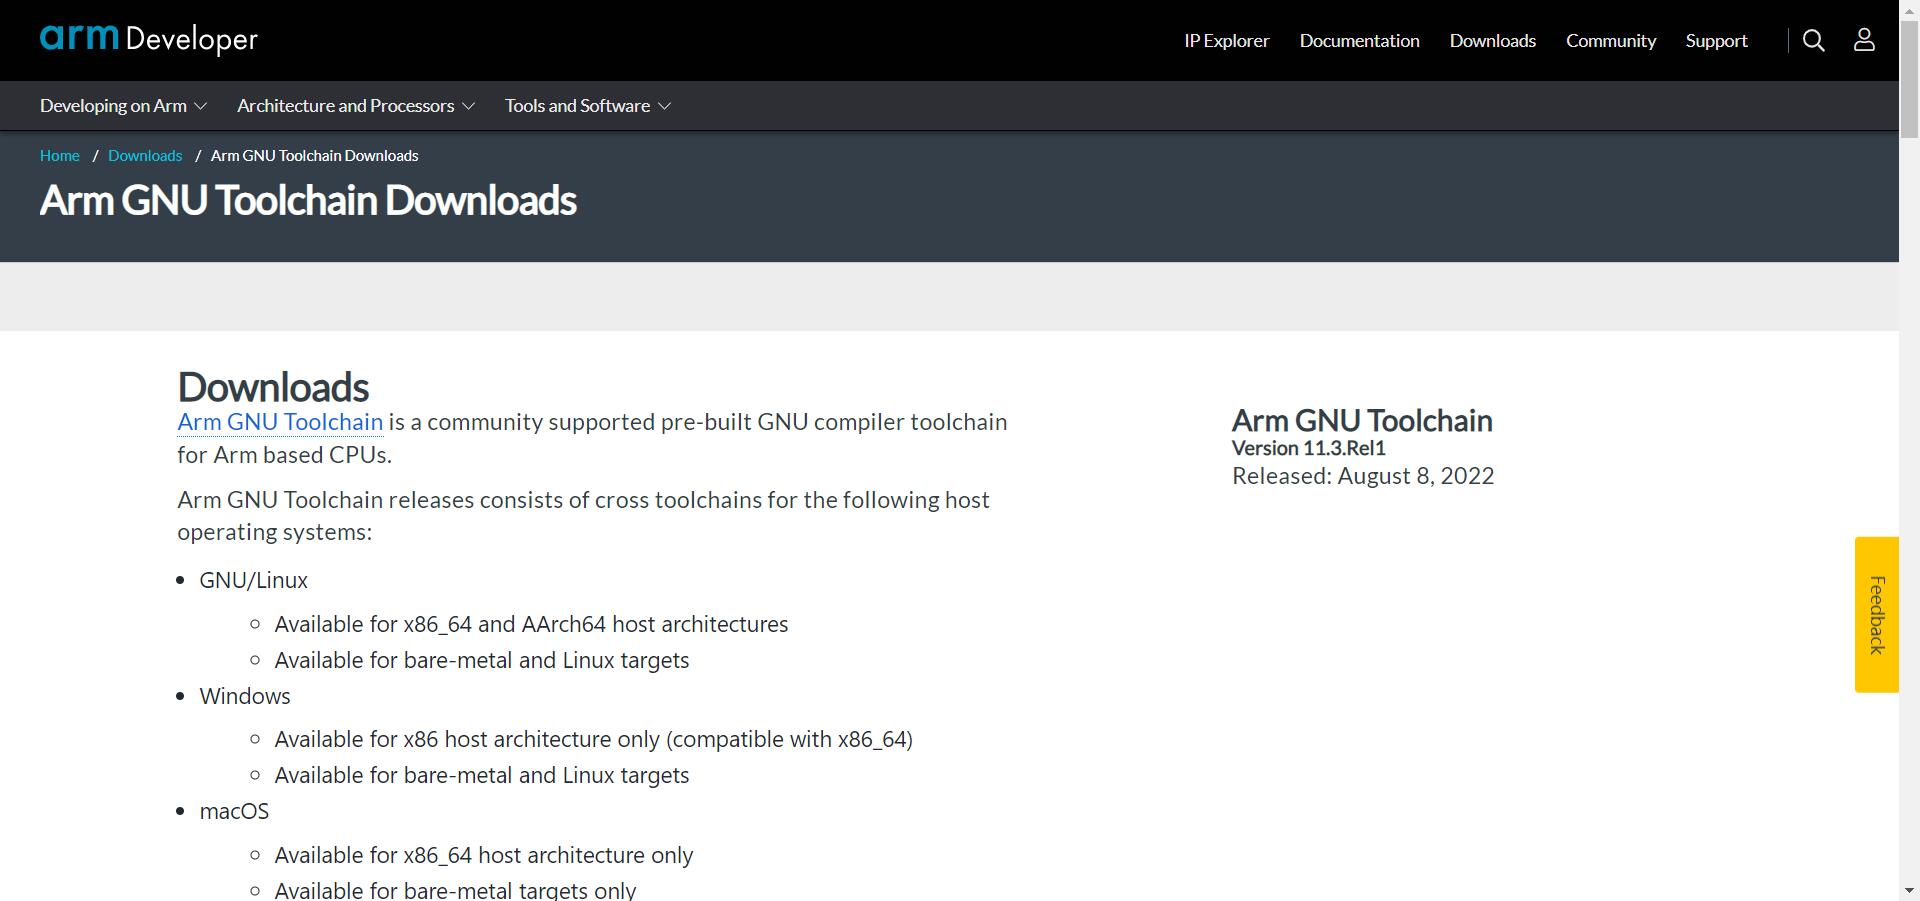 arm Developer
IP Explorer
Documentation
Downloads
Community
Support
Developing on Arm
Architecture and Processors
Tools and Software
Home / Downloads / Arm GNU Toolchain Downloads
Arm GNU Toolchain Downloads
Downloads
Arm GNU Toolchain is a community supported pre-built GNU compiler toolchain
for Arm based CPUs.
Arm GNU Toolchain releases consists of cross toolchains for the following host
operating systems:
GNU/Linux
Available for x86_64 and AArch64 host architectures
Available for bare-metal and Linux targets
Windows
Available for x86 host architecture only (compatible with x86_64)
Available for bare-metal and Linux targets
macOS
Available for x86_64 host architecture only
Available for bare-metal targets only
Arm GNU Toolchain
Version 11.3.Rel1
Released: August 8, 2022
Feedback